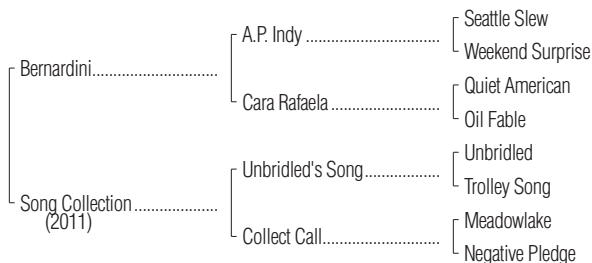 Seattle Slew
A.P. Indy
Weekend Surprise
Bernardini
Quiet American
Cara Rafaela
Oil Fable
Unbridled
Unbridled's Song
Trolley Song
Song Collection
(2011)
Meadowlake
Collect Call
Negative Pledge